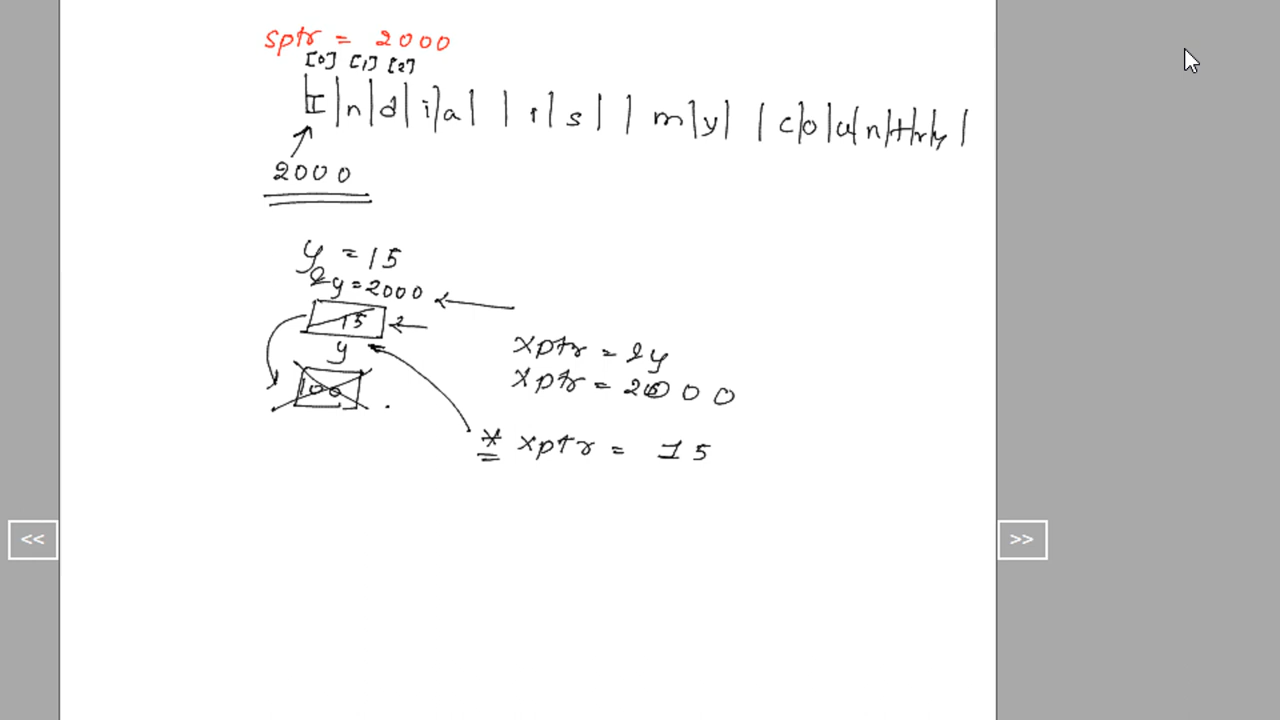 sptr = 2000
[0] [1] [2]
I|n|d|i|a| |i|s| |m|y| |c|o|u|n|t|r|y|
2000
y = 15
&y = 2000
15
y
100
xptr = &y
xptr = 2000
* xptr = 15
<<
>>